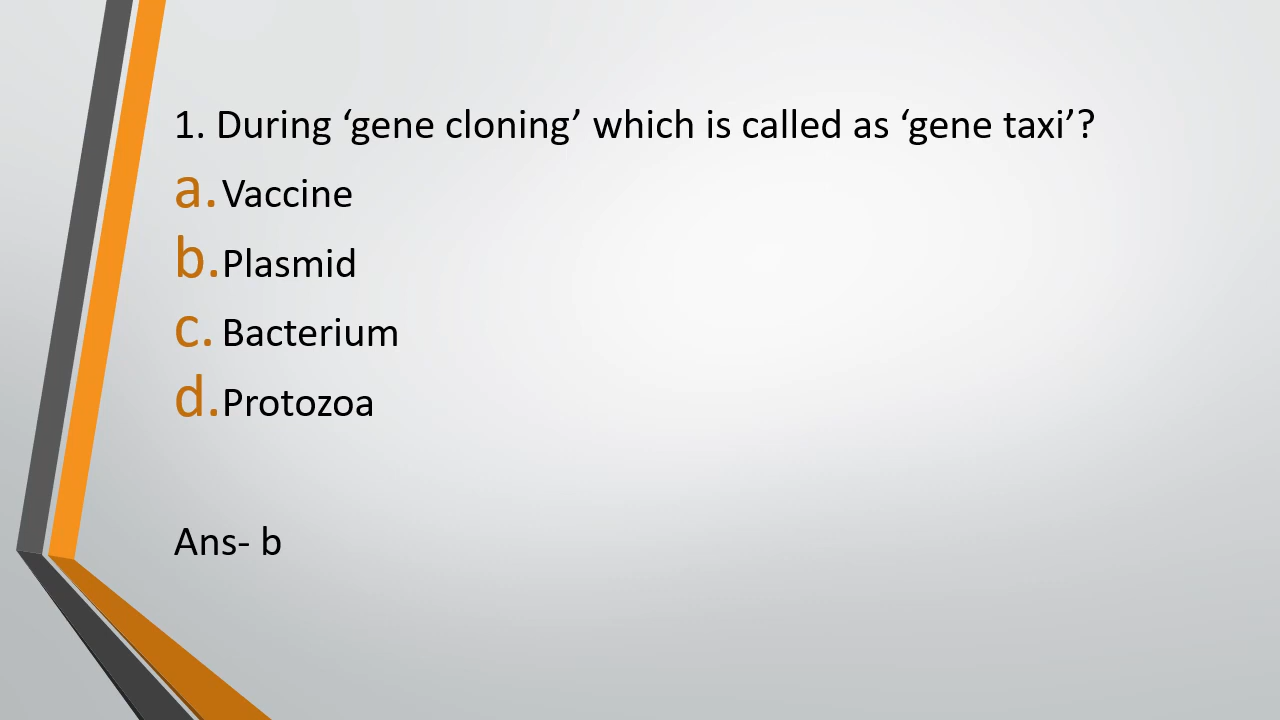 1. During ‘gene cloning’ which is called as ‘gene taxi’?
a. Vaccine
b. Plasmid
c. Bacterium
d. Protozoa
Ans- b